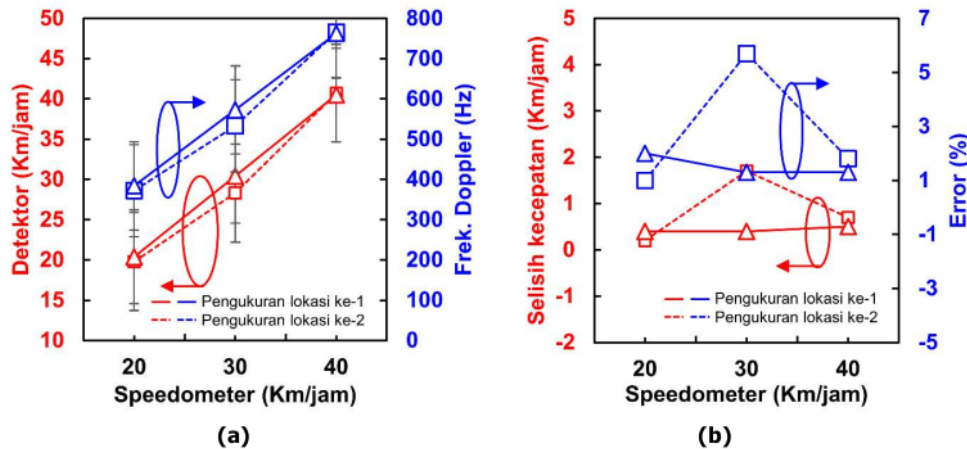 Detektor (Km/jam)
50
45
40
35
30
25
20
15
10
Frek. Doppler (Hz)
800
700
600
500
400
300
200
100
0
Pengukuran lokasi ke-1
Pengukuran lokasi ke-2
20 30 40
Speedometer (Km/jam)
(a)
Selisih kecepatan (Km/jam)
5
4
3
2
1
0
-1
-2
Error (%)
7
5
3
1
-1
-3
-5
Pengukuran lokasi ke-1
Pengukuran lokasi ke-2
20 30 40
Speedometer (Km/jam)
(b)